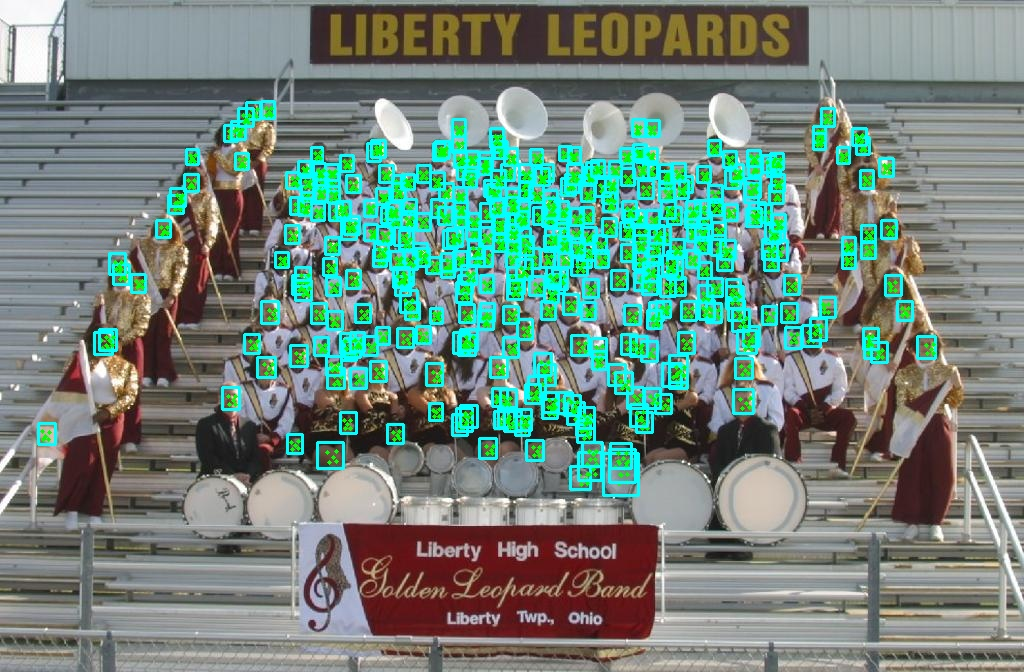 LIBERTY LEOPARDS
Liberty High School
Golden Leopard Band
Liberty Twp., Ohio